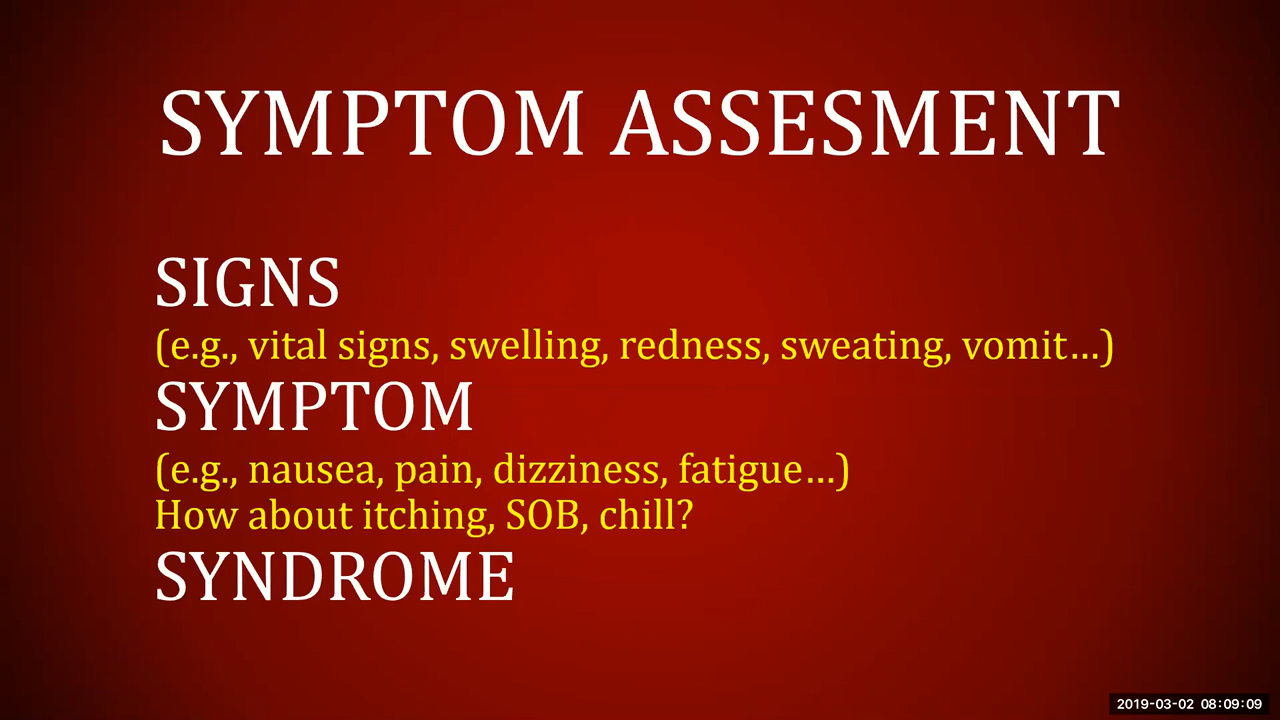 SYMPTOM ASSESMENT
SIGNS
(e.g., vital signs, swelling, redness, sweating, vomit…)
SYMPTOM
(e.g., nausea, pain, dizziness, fatigue…)
How about itching, SOB, chill?
SYNDROME
2019-03-02 08:09:09